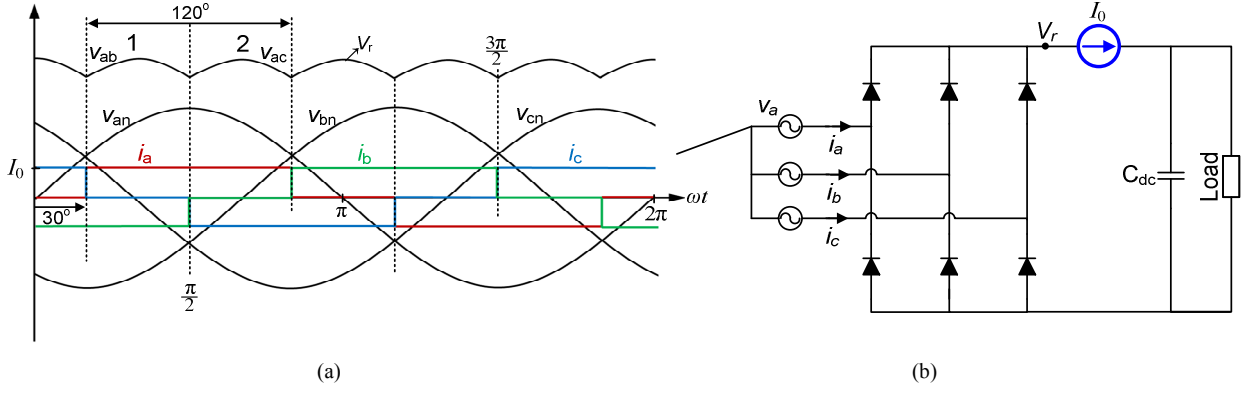 120°
1
2
v_ab
v_ac
V_r
3π/2
v_an
v_bn
v_cn
I_0
i_a
i_b
i_c
30°
π
2π
ωt
π/2
(a)
I_0
V_r
v_a
i_a
i_b
i_c
C_dc
Load
(b)